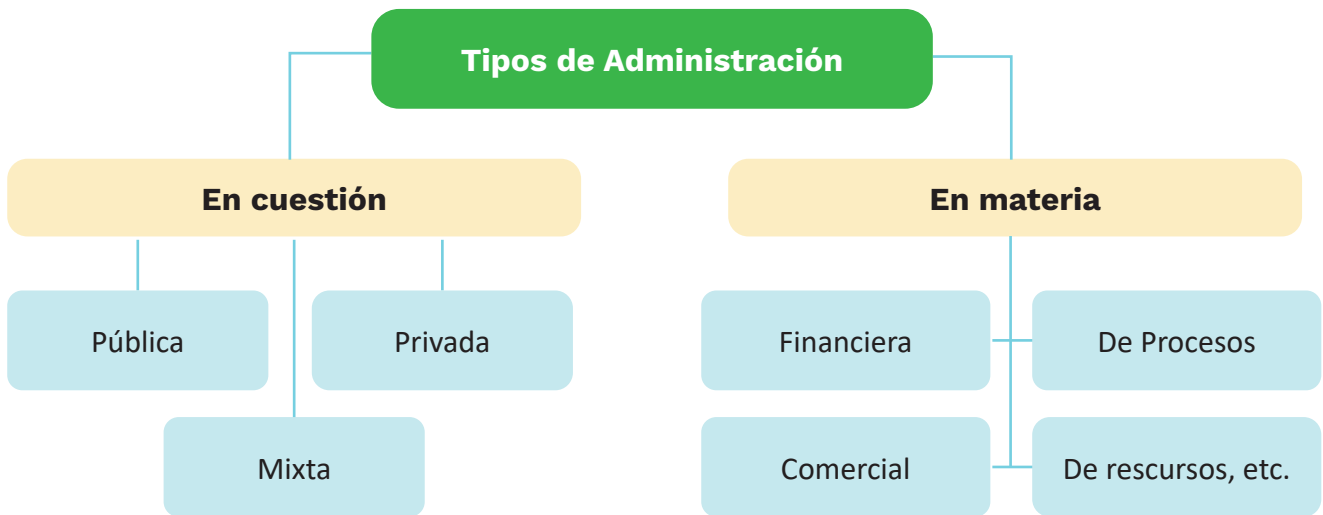 Tipos de Administración
En cuestión
En materia
Pública
Privada
Mixta
Financiera
De Procesos
Comercial
De rescursos, etc.